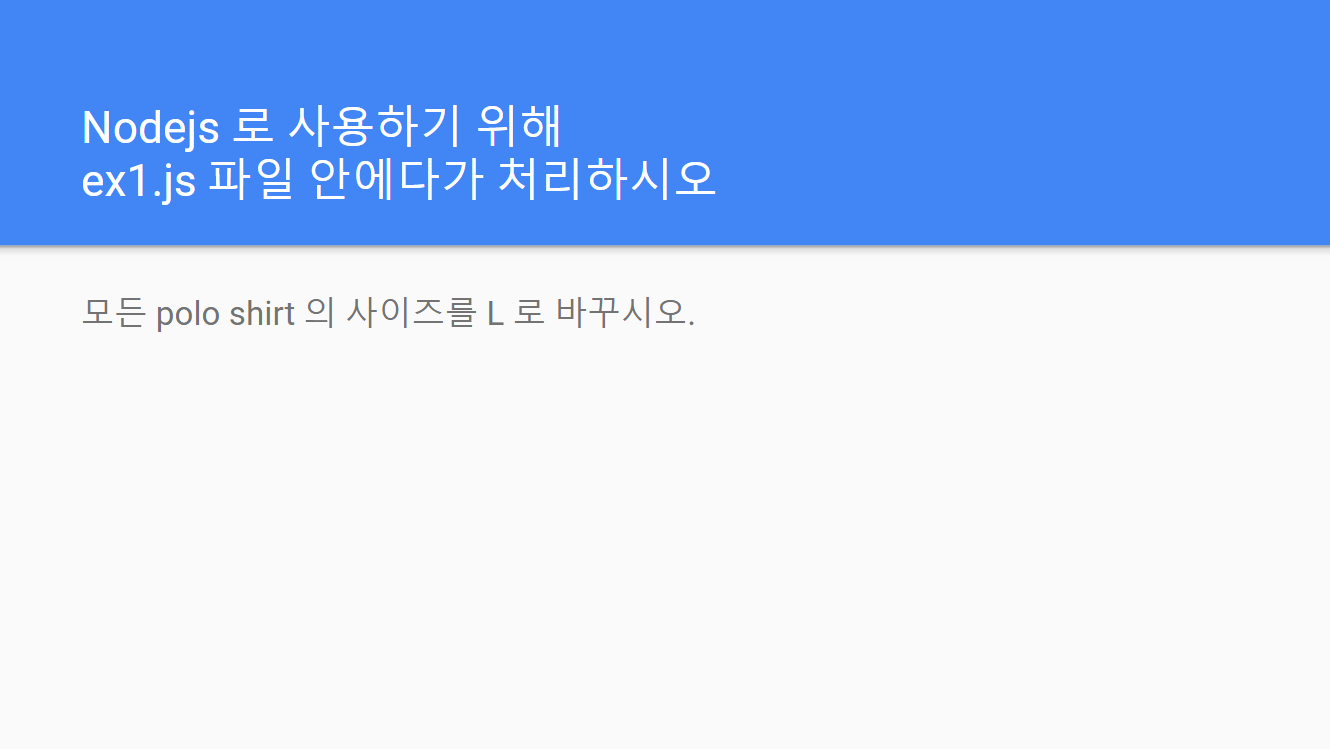 Nodejs 로 사용하기 위해
ex1.js 파일 안에다가 처리하시오
모든 polo shirt 의 사이즈를 L 로 바꾸시오.